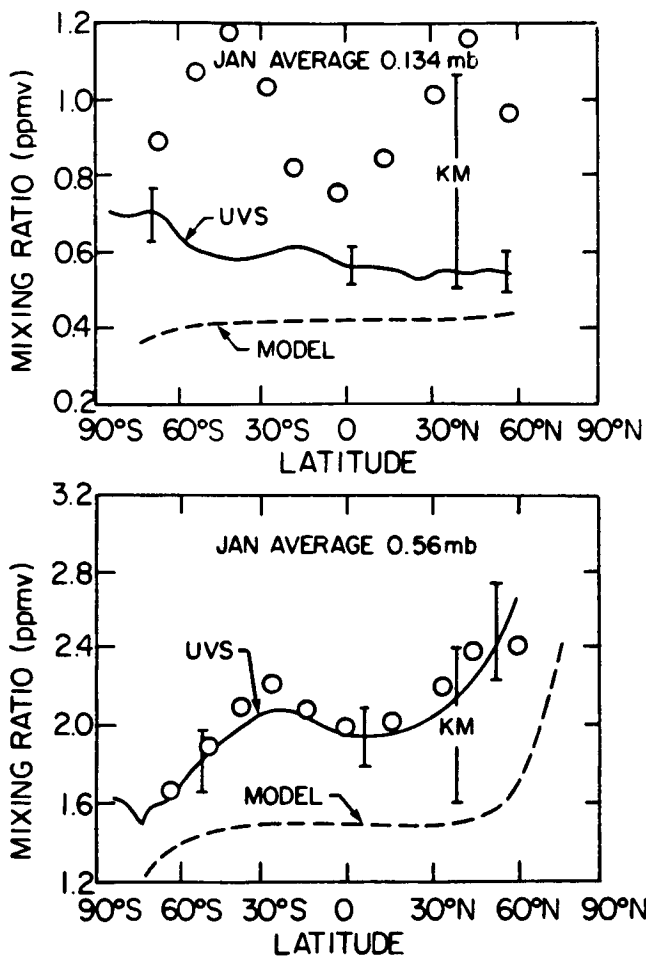 1.2
JAN AVERAGE 0.134 mb
1.0
0.8
KM
UVS
0.6
0.4
MODEL
0.2
MIXING RATIO (ppmv)
90°S 60°S 30°S 0 30°N 60°N 90°N
LATITUDE
3.2
JAN AVERAGE 0.56mb
2.8
2.4
UVS
2.0
KM
1.6
MODEL
1.2
MIXING RATIO (ppmv)
90°S 60°S 30°S 0 30°N 60°N 90°N
LATITUDE